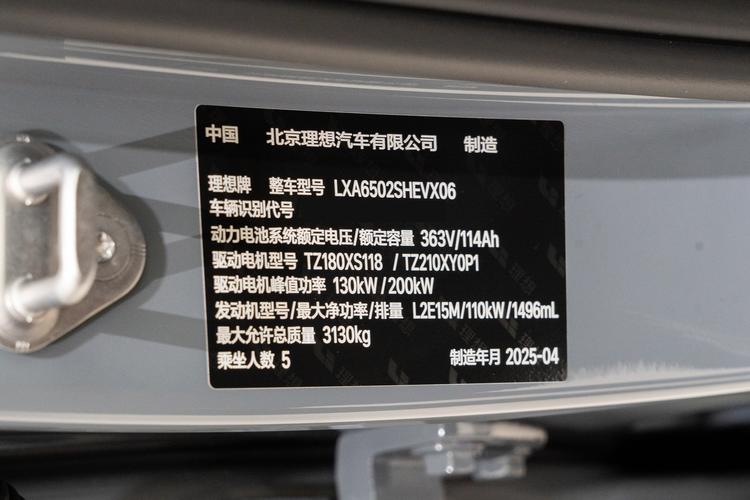 中国 北京理想汽车有限公司 制造
理想牌 整车型号 LXA6502SHEVX06
车辆识别代号
动力电池系统额定电压/额定容量 363V/114Ah
驱动电机型号 TZ180XS118 / TZ210XY0P1
驱动电机峰值功率 130kW / 200kW
发动机型号/最大净功率/排量 L2E15M/110kW/1496mL
最大允许总质量 3130kg
乘坐人数 5 制造年月 2025-04